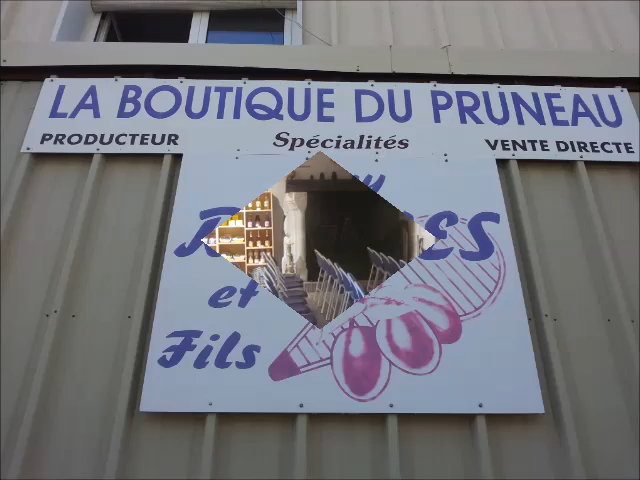 LA BOUTIQUE DU PRUNEAU
PRODUCTEUR Spécialités VENTE DIRECTE
et
Fils